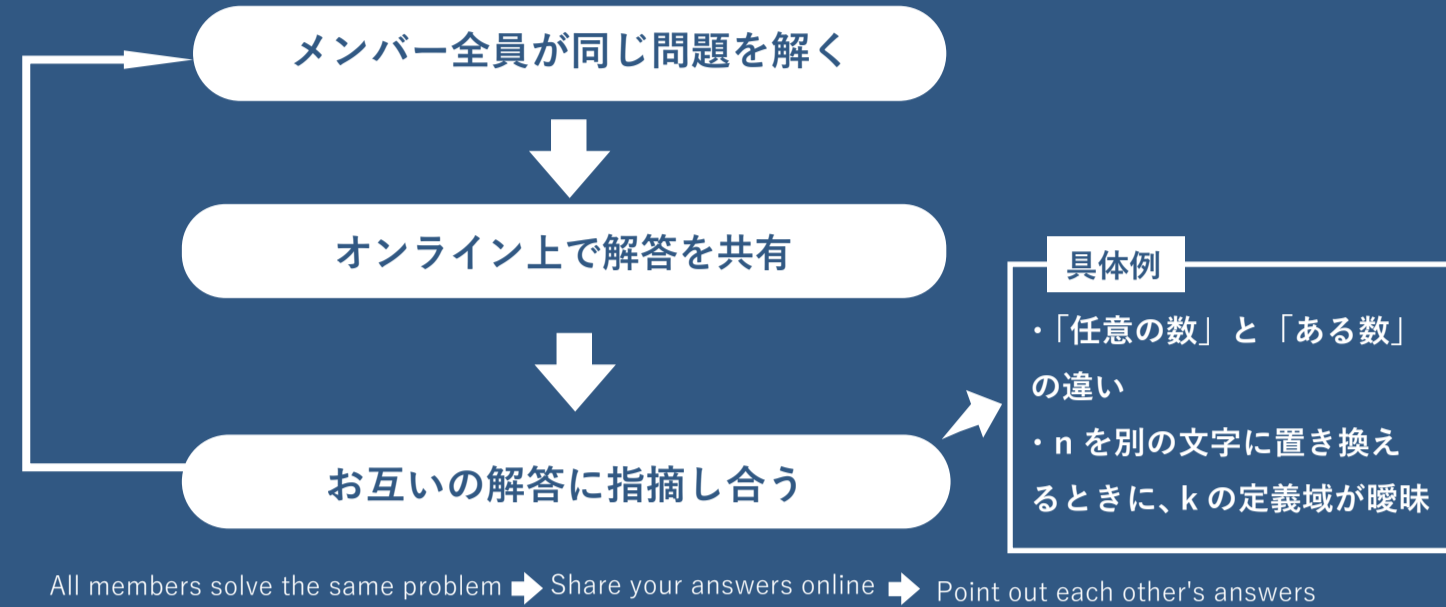 メンバー全員が同じ問題を解く
オンライン上で解答を共有
お互いの解答に指摘し合う
具体例
・「任意の数」と「ある数」
の違い
・n を別の文字に置き換え
るときに、k の定義域が曖昧
All members solve the same problem Share your answers online Point out each other's answers